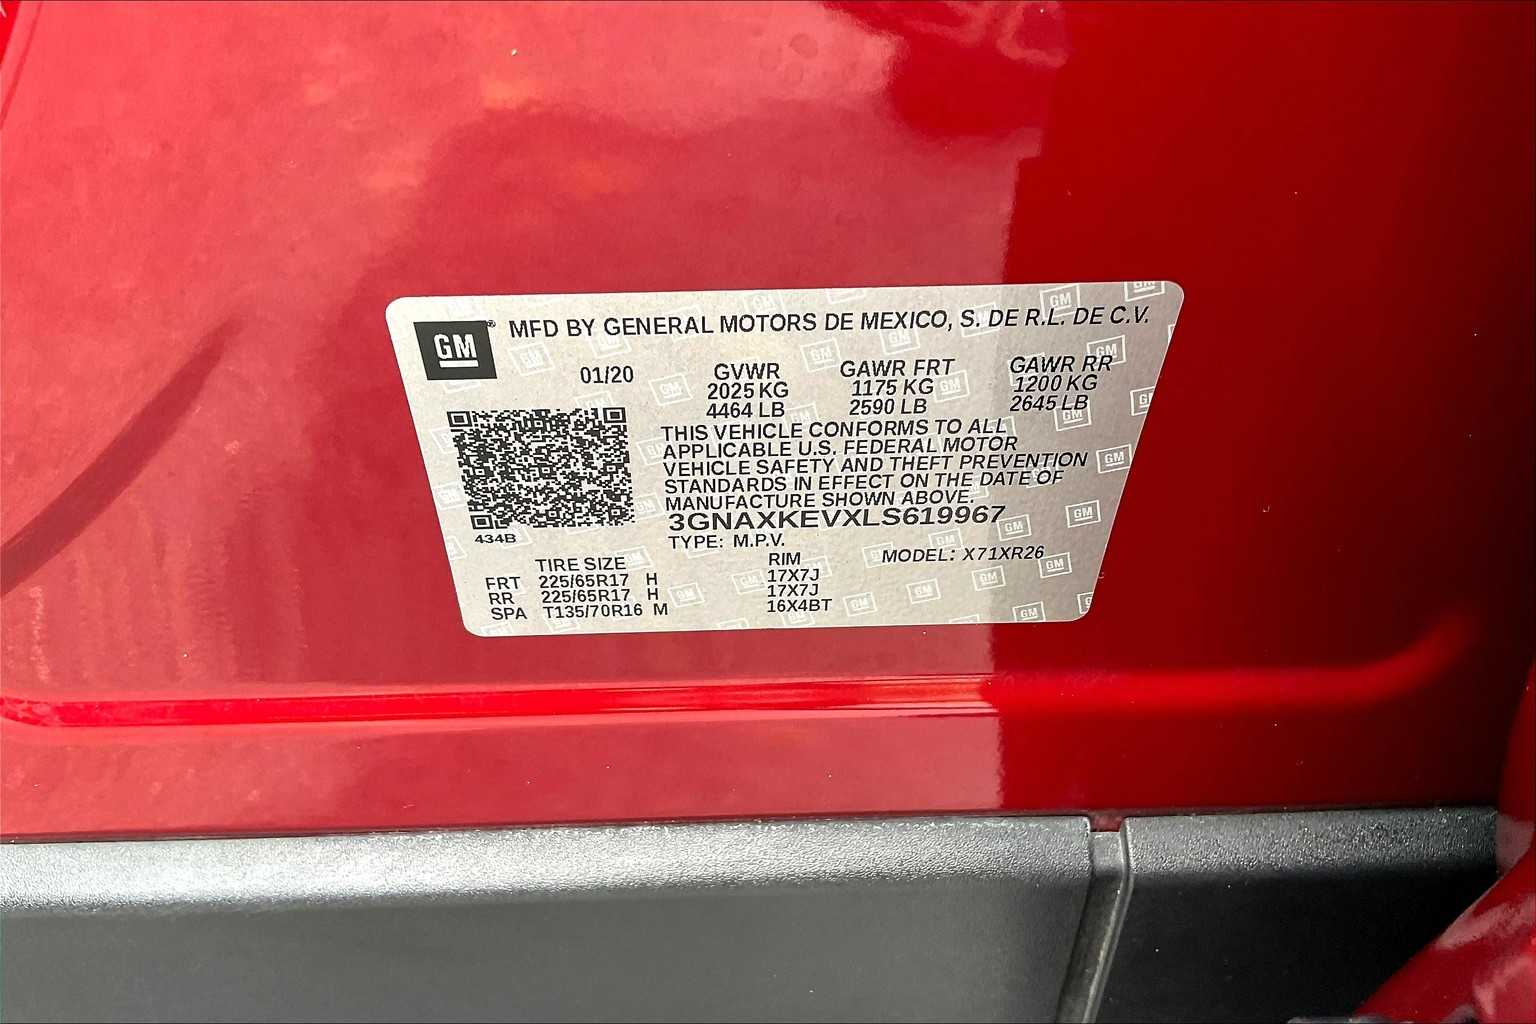 GM® MFD BY GENERAL MOTORS DE MEXICO, S. DE R.L. DE C.V.
01/20 GVWR GAWR FRT GAWR RR
2025 KG 1175 KG 1200 KG
4464 LB 2590 LB 2645 LB
THIS VEHICLE CONFORMS TO ALL
APPLICABLE U.S. FEDERAL MOTOR
VEHICLE SAFETY AND THEFT PREVENTION
STANDARDS IN EFFECT ON THE DATE OF
MANUFACTURE SHOWN ABOVE.
3GNAXKEVXLS619967
434B
TYPE: M.P.V. MODEL: X71XR26
TIRE SIZE RIM
FRT 225/65R17 H 17X7J
RR 225/65R17 H 17X7J
SPA T135/70R16 M 16X4BT